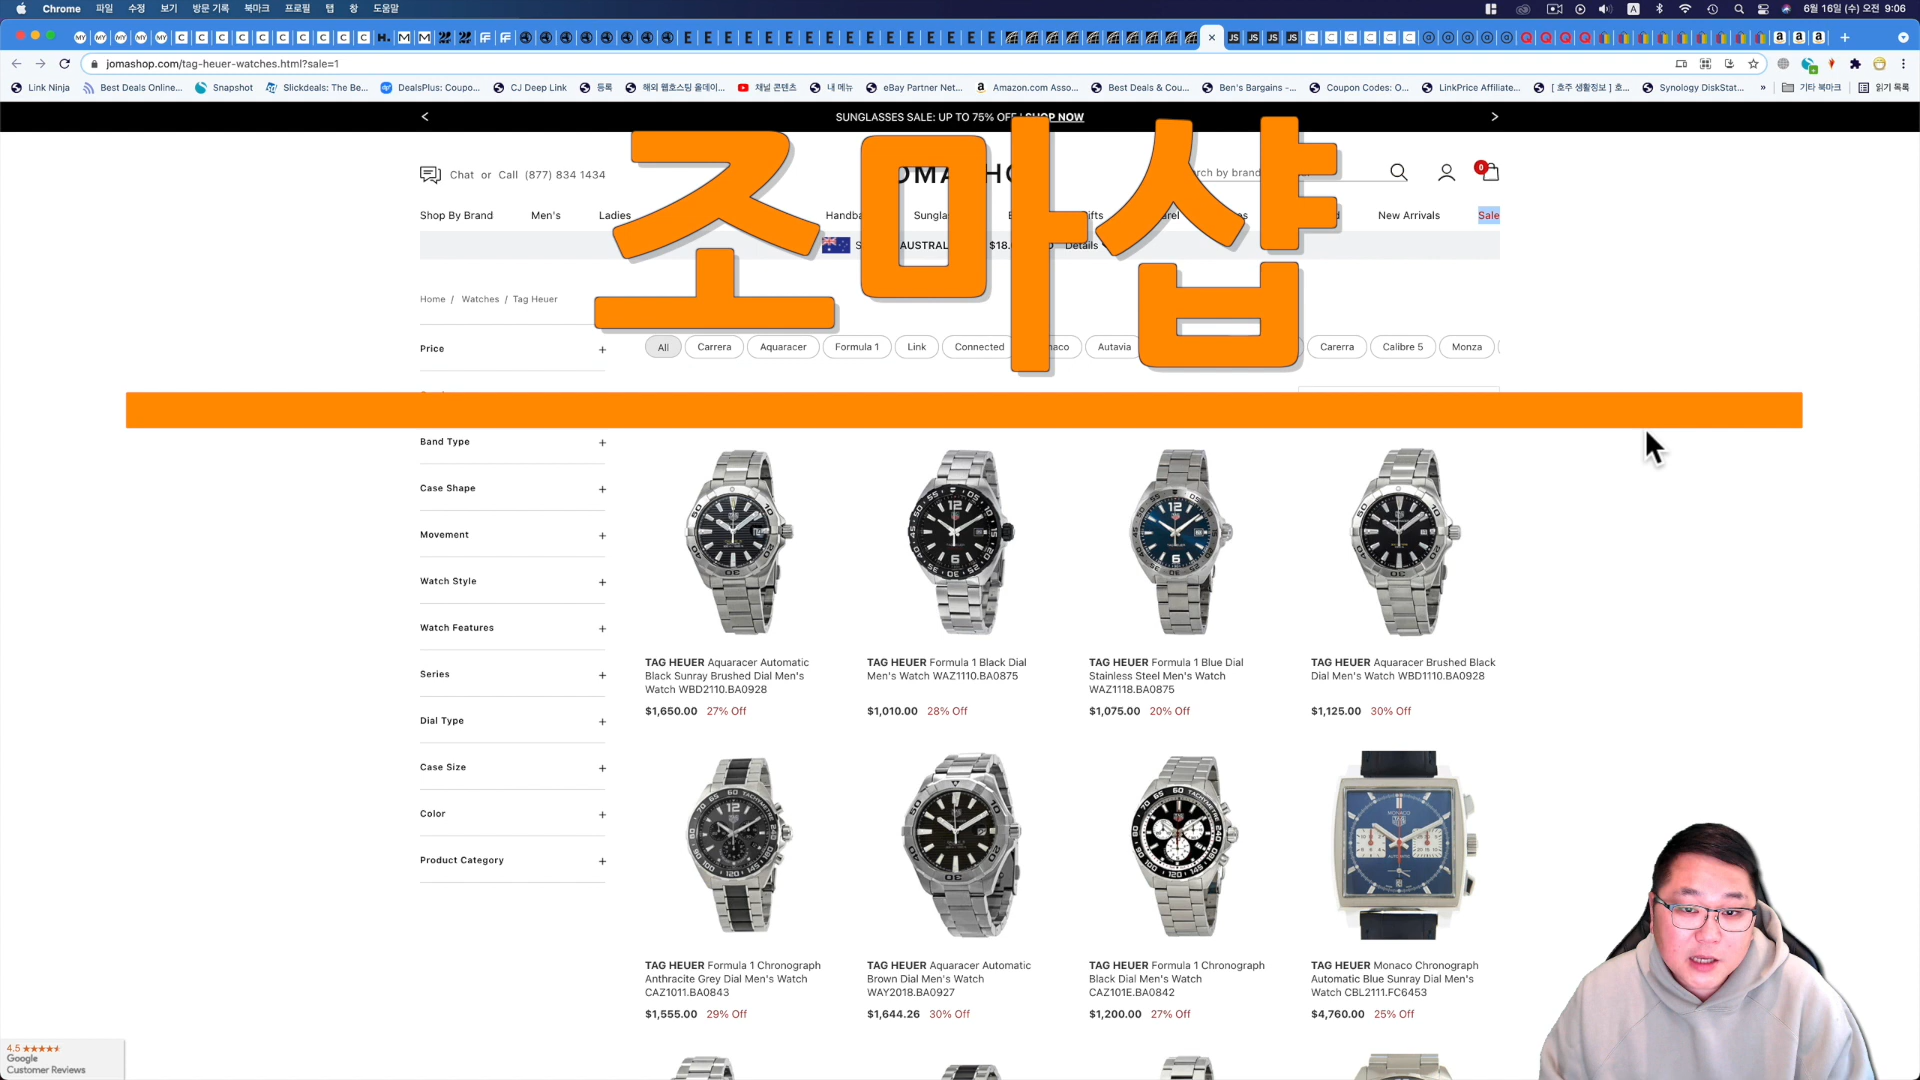 Chrome 파일 수정 보기 방문 기록 북마크 프로필 탭 창 도움말
6월 16일 (수) 오전 9:06
jomashop.com/tag-heuer-watches.html?sale=1
Link Ninja Best Deals Online... Snapshot Slickdeals: The Be... DealsPlus: Coupo... CJ Deep Link 등록 해외 웹호스팅 올데이... 채널 콘텐츠 내 메뉴 eBay Partner Net... Amazon.com Asso... Best Deals & Cou... Ben's Bargains –... Coupon Codes: O... LinkPrice Affiliate... [ 호주 생활정보 ] 호... Synology DiskStat... » 기타 북마크 읽기 목록
SUNGLASSES SALE: UP TO 75% OFF | SHOP NOW
조마샵
Chat or Call (877) 834 1434
0
Shop By Brand Men's Ladies New Arrivals Sale
Details
Home / Watches / Tag Heuer
Price +
All Carrera Aquaracer Formula 1 Link Connected Autavia Carerra Calibre 5 Monza
Band Type +
Case Shape +
Movement +
Watch Style +
Watch Features +
Series +
Dial Type +
Case Size +
Color +
Product Category +
TAG HEUER Aquaracer Automatic
Black Sunray Brushed Dial Men's
Watch WBD2110.BA0928
$1,650.00 27% Off
TAG HEUER Formula 1 Black Dial
Men's Watch WAZ1110.BA0875
$1,010.00 28% Off
TAG HEUER Formula 1 Blue Dial
Stainless Steel Men's Watch
WAZ1118.BA0875
$1,075.00 20% Off
TAG HEUER Aquaracer Brushed Black
Dial Men's Watch WBD1110.BA0928
$1,125.00 30% Off
TAG HEUER Formula 1 Chronograph
Anthracite Grey Dial Men's Watch
CAZ1011.BA0843
$1,555.00 29% Off
TAG HEUER Aquaracer Automatic
Brown Dial Men's Watch
WAY2018.BA0927
$1,644.26 30% Off
TAG HEUER Formula 1 Chronograph
Black Dial Men's Watch
CAZ101E.BA0842
$1,200.00 27% Off
TAG HEUER Monaco Chronograph
Automatic Blue Sunray Dial Men's
Watch CBL2111.FC6453
$4,760.00 25% Off
4.5 ★★★★★
Google
Customer Reviews